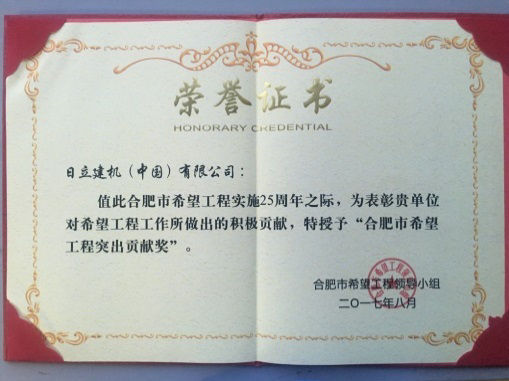 荣誉证书
HONORARY CREDENTIAL
日立建机（中国）有限公司：
值此合肥市希望工程实施25周年之际，为表彰贵单位
对希望工程工作所做出的积极贡献，特授予“合肥市希望
工程突出贡献奖”。
合肥市希望工程领导小组
二〇一七年八月